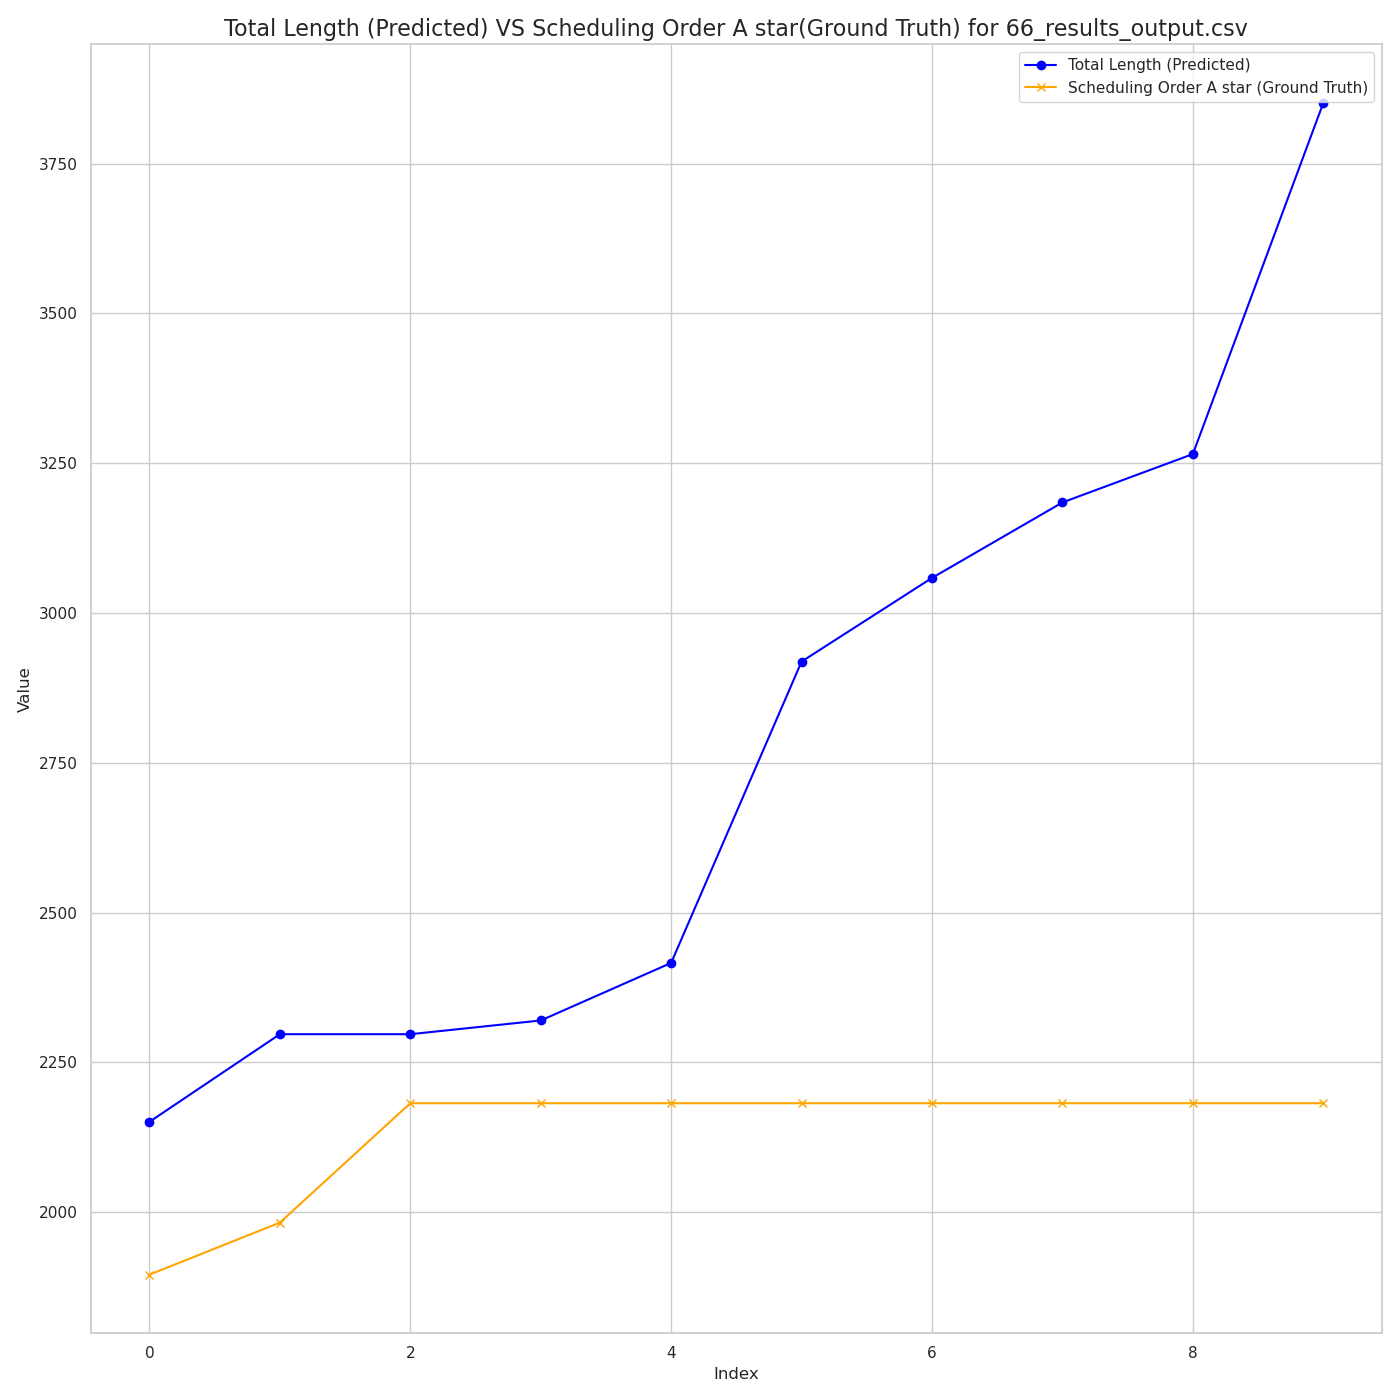 Total Length (Predicted) VS Scheduling Order A star(Ground Truth) for 66_results_output.csv
Total Length (Predicted)
Scheduling Order A star (Ground Truth)
3750
3500
3250
3000
2750
2500
2250
2000
Value
0 2 4 6 8
Index